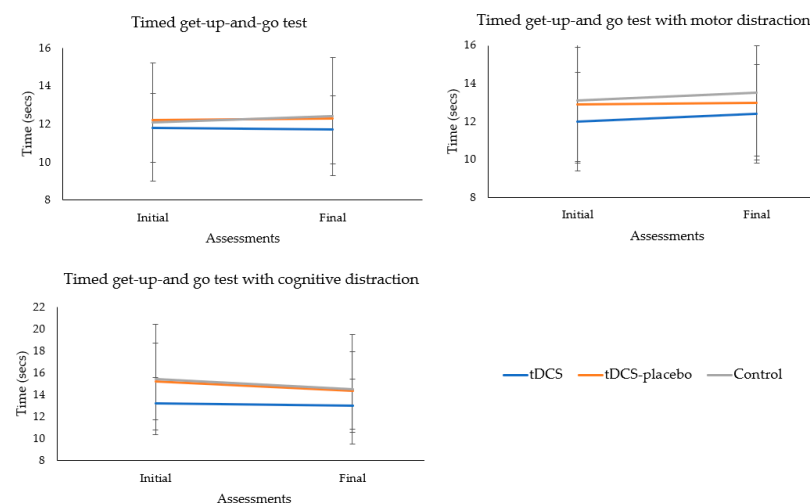 Timed get-up-and-go test
16
14
12
10
8
Time (secs)
Initial
Final
Assessments
Timed get-up-and go test with motor distraction
16
14
12
10
8
Time (secs)
Initial
Final
Assessments
Timed get-up-and go test with cognitive distraction
22
20
18
16
14
12
10
8
Time (secs)
Initial
Final
Assessments
tDCS
tDCS-placebo
Control